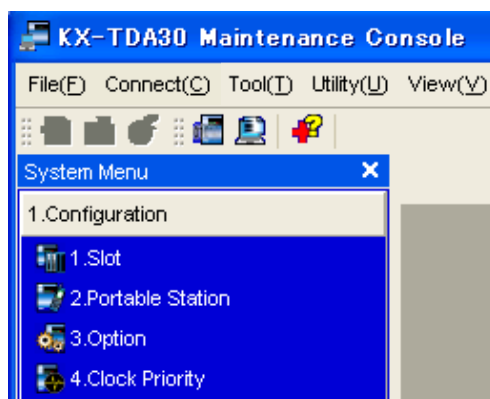 KX-TDA30 Maintenance Console
File(F) Connect(C) Tool(T) Utility(U) View(V)
System Menu
1.Configuration
1.Slot
2.Portable Station
3.Option
4.Clock Priority